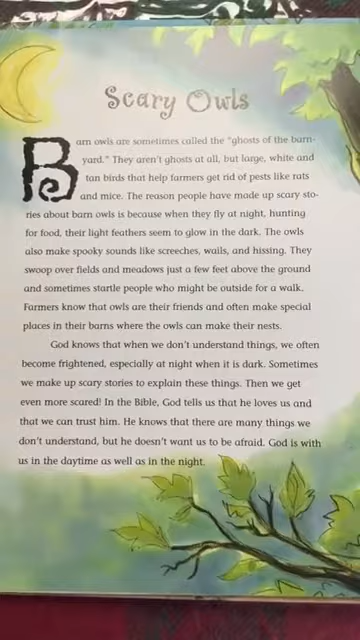 Scary Owls
Barn owls are sometimes called the "ghosts of the barn-
yard." They aren't ghosts at all, but large, white and
tan birds that help farmers get rid of pests like rats
and mice. The reason people have made up scary sto-
ries about barn owls is because when they fly at night, hunting
for food, their light feathers seem to glow in the dark. The owls
also make spooky sounds like screeches, wails, and hissing. They
swoop over fields and meadows just a few feet above the ground
and sometimes startle people who might be outside for a walk.
Farmers know that owls are their friends and often make special
places in their barns where the owls can make their nests.
God knows that when we don't understand things, we often
become frightened, especially at night when it is dark. Sometimes
we make up scary stories to explain these things. Then we get
even more scared! In the Bible, God tells us that he loves us and
that we can trust him. He knows that there are many things we
don't understand, but he doesn't want us to be afraid. God is with
us in the daytime as well as in the night.